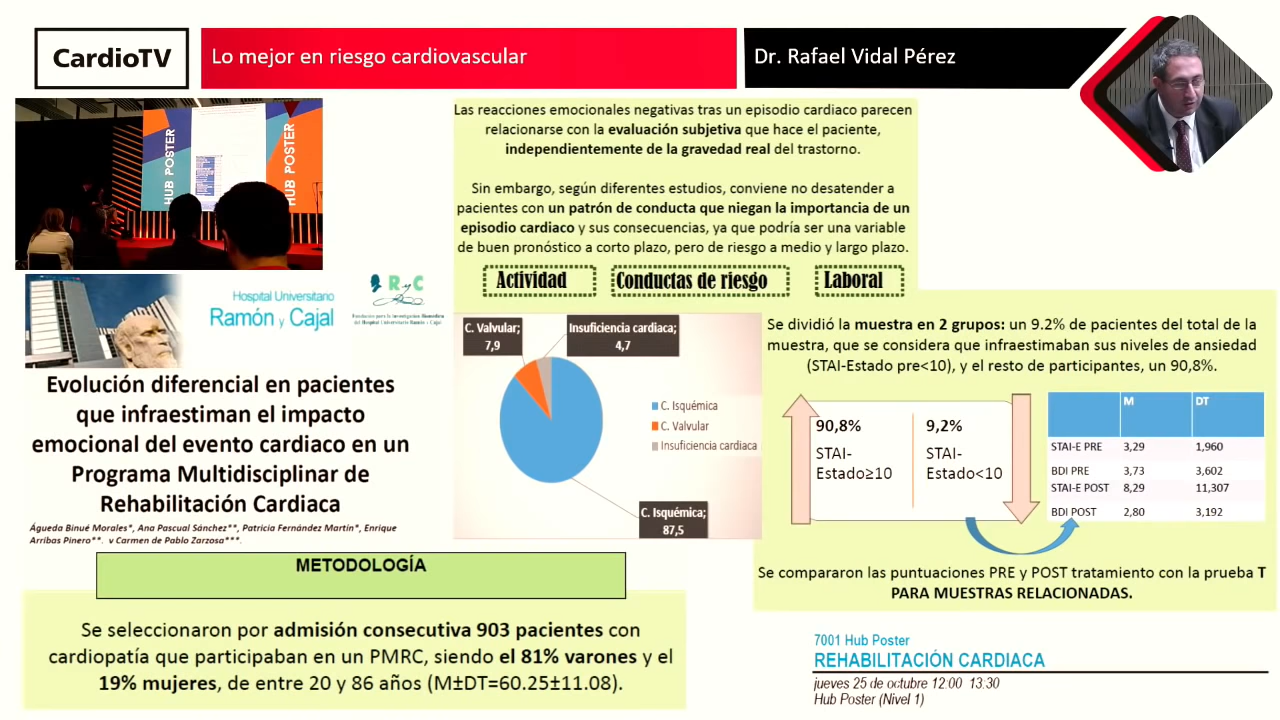 CardioTV
Lo mejor en riesgo cardiovascular
Dr. Rafael Vidal Pérez
HUB POSTER
HUB POSTER
Hospital Universitario
Ramón y Cajal
R y C
Fundación para la Investigación Biomédica
del Hospital Universitario Ramón y Cajal
Evolución diferencial en pacientes
que infraestiman el impacto
emocional del evento cardiaco en un
Programa Multidisciplinar de
Rehabilitación Cardiaca
Águeda Binué Morales*, Ana Pascual Sánchez**, Patricia Fernández Martín*, Enrique
Arribas Pinero**. y Carmen de Pablo Zarzosa***.
METODOLOGÍA
Se seleccionaron por admisión consecutiva 903 pacientes con
cardiopatía que participaban en un PMRC, siendo el 81% varones y el
19% mujeres, de entre 20 y 86 años (M±DT=60.25±11.08).
Las reacciones emocionales negativas tras un episodio cardiaco parecen
relacionarse con la evaluación subjetiva que hace el paciente,
independientemente de la gravedad real del trastorno.
Sin embargo, según diferentes estudios, conviene no desatender a
pacientes con un patrón de conducta que niegan la importancia de un
episodio cardiaco y sus consecuencias, ya que podría ser una variable
de buen pronóstico a corto plazo, pero de riesgo a medio y largo plazo.
Actividad
Conductas de riesgo
Laboral
C. Valvular;
7,9
Insuficiencia cardiaca;
4,7
C. Isquémica
C. Valvular
Insuficiencia cardiaca
C. Isquémica;
87,5
Se dividió la muestra en 2 grupos: un 9.2% de pacientes del total de la
muestra, que se considera que infraestimaban sus niveles de ansiedad
(STAI-Estado pre<10), y el resto de participantes, un 90,8%.
90,8%
STAI-
Estado≥10
9,2%
STAI-
Estado<10
M DT
STAI-E PRE 3,29 1,960
BDI PRE 3,73 3,602
STAI-E POST 8,29 11,307
BDI POST 2,80 3,192
Se compararon las puntuaciones PRE y POST tratamiento con la prueba T
PARA MUESTRAS RELACIONADAS.
7001 Hub Poster
REHABILITACIÓN CARDIACA
jueves 25 de octubre 12:00 13:30
Hub Poster (Nivel 1)